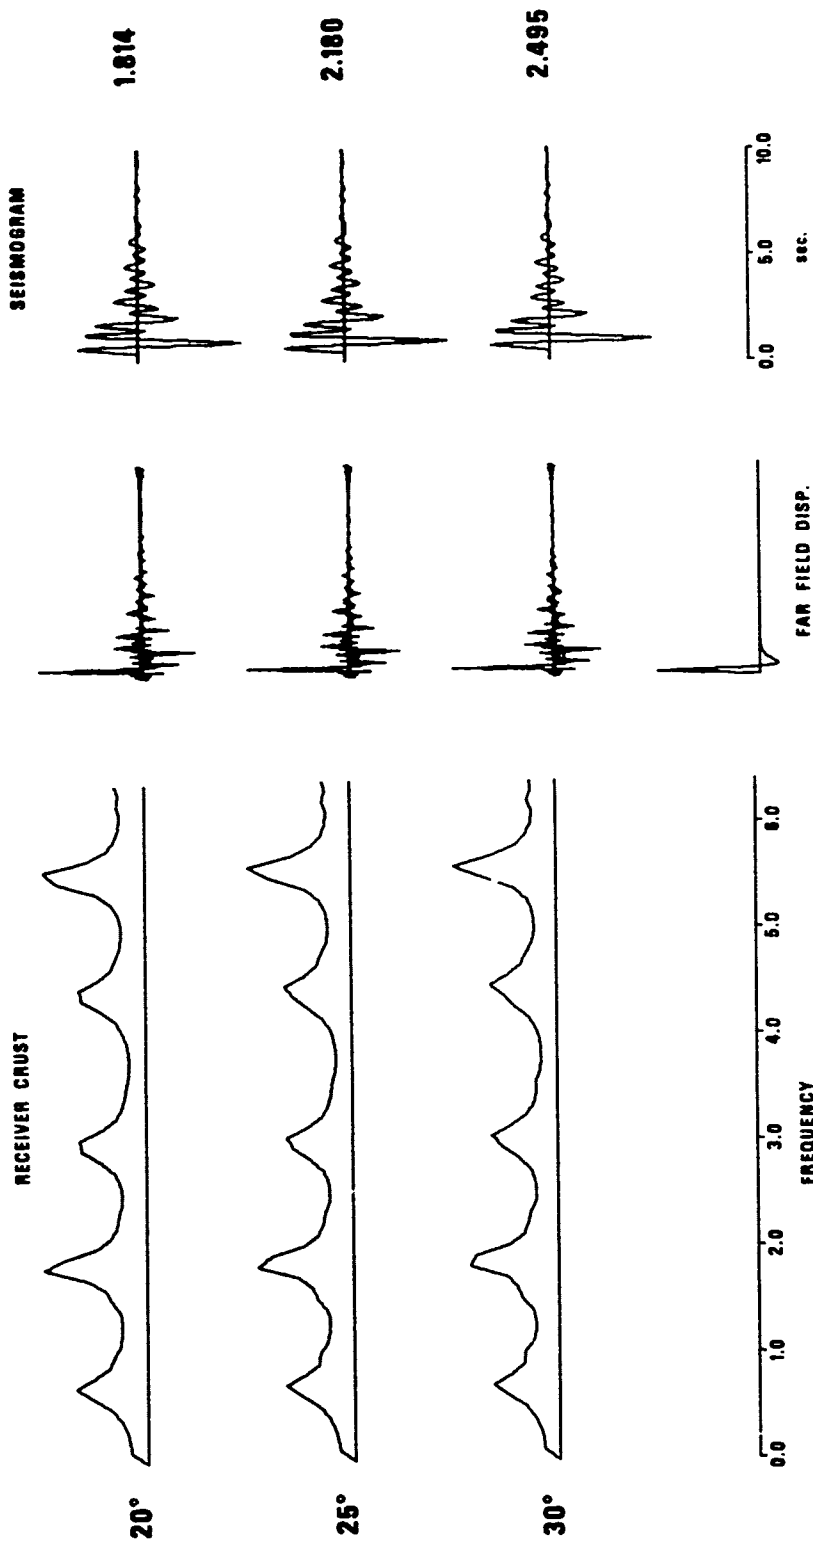 RECEIVER CRUST
SEISMOGRAM
20°
1.814
25°
2.180
30°
2.495
0.0 1.0 2.0 3.0 4.0 5.0 6.0
FREQUENCY
FAR FIELD DISP.
0.0 5.0 10.0
sec.